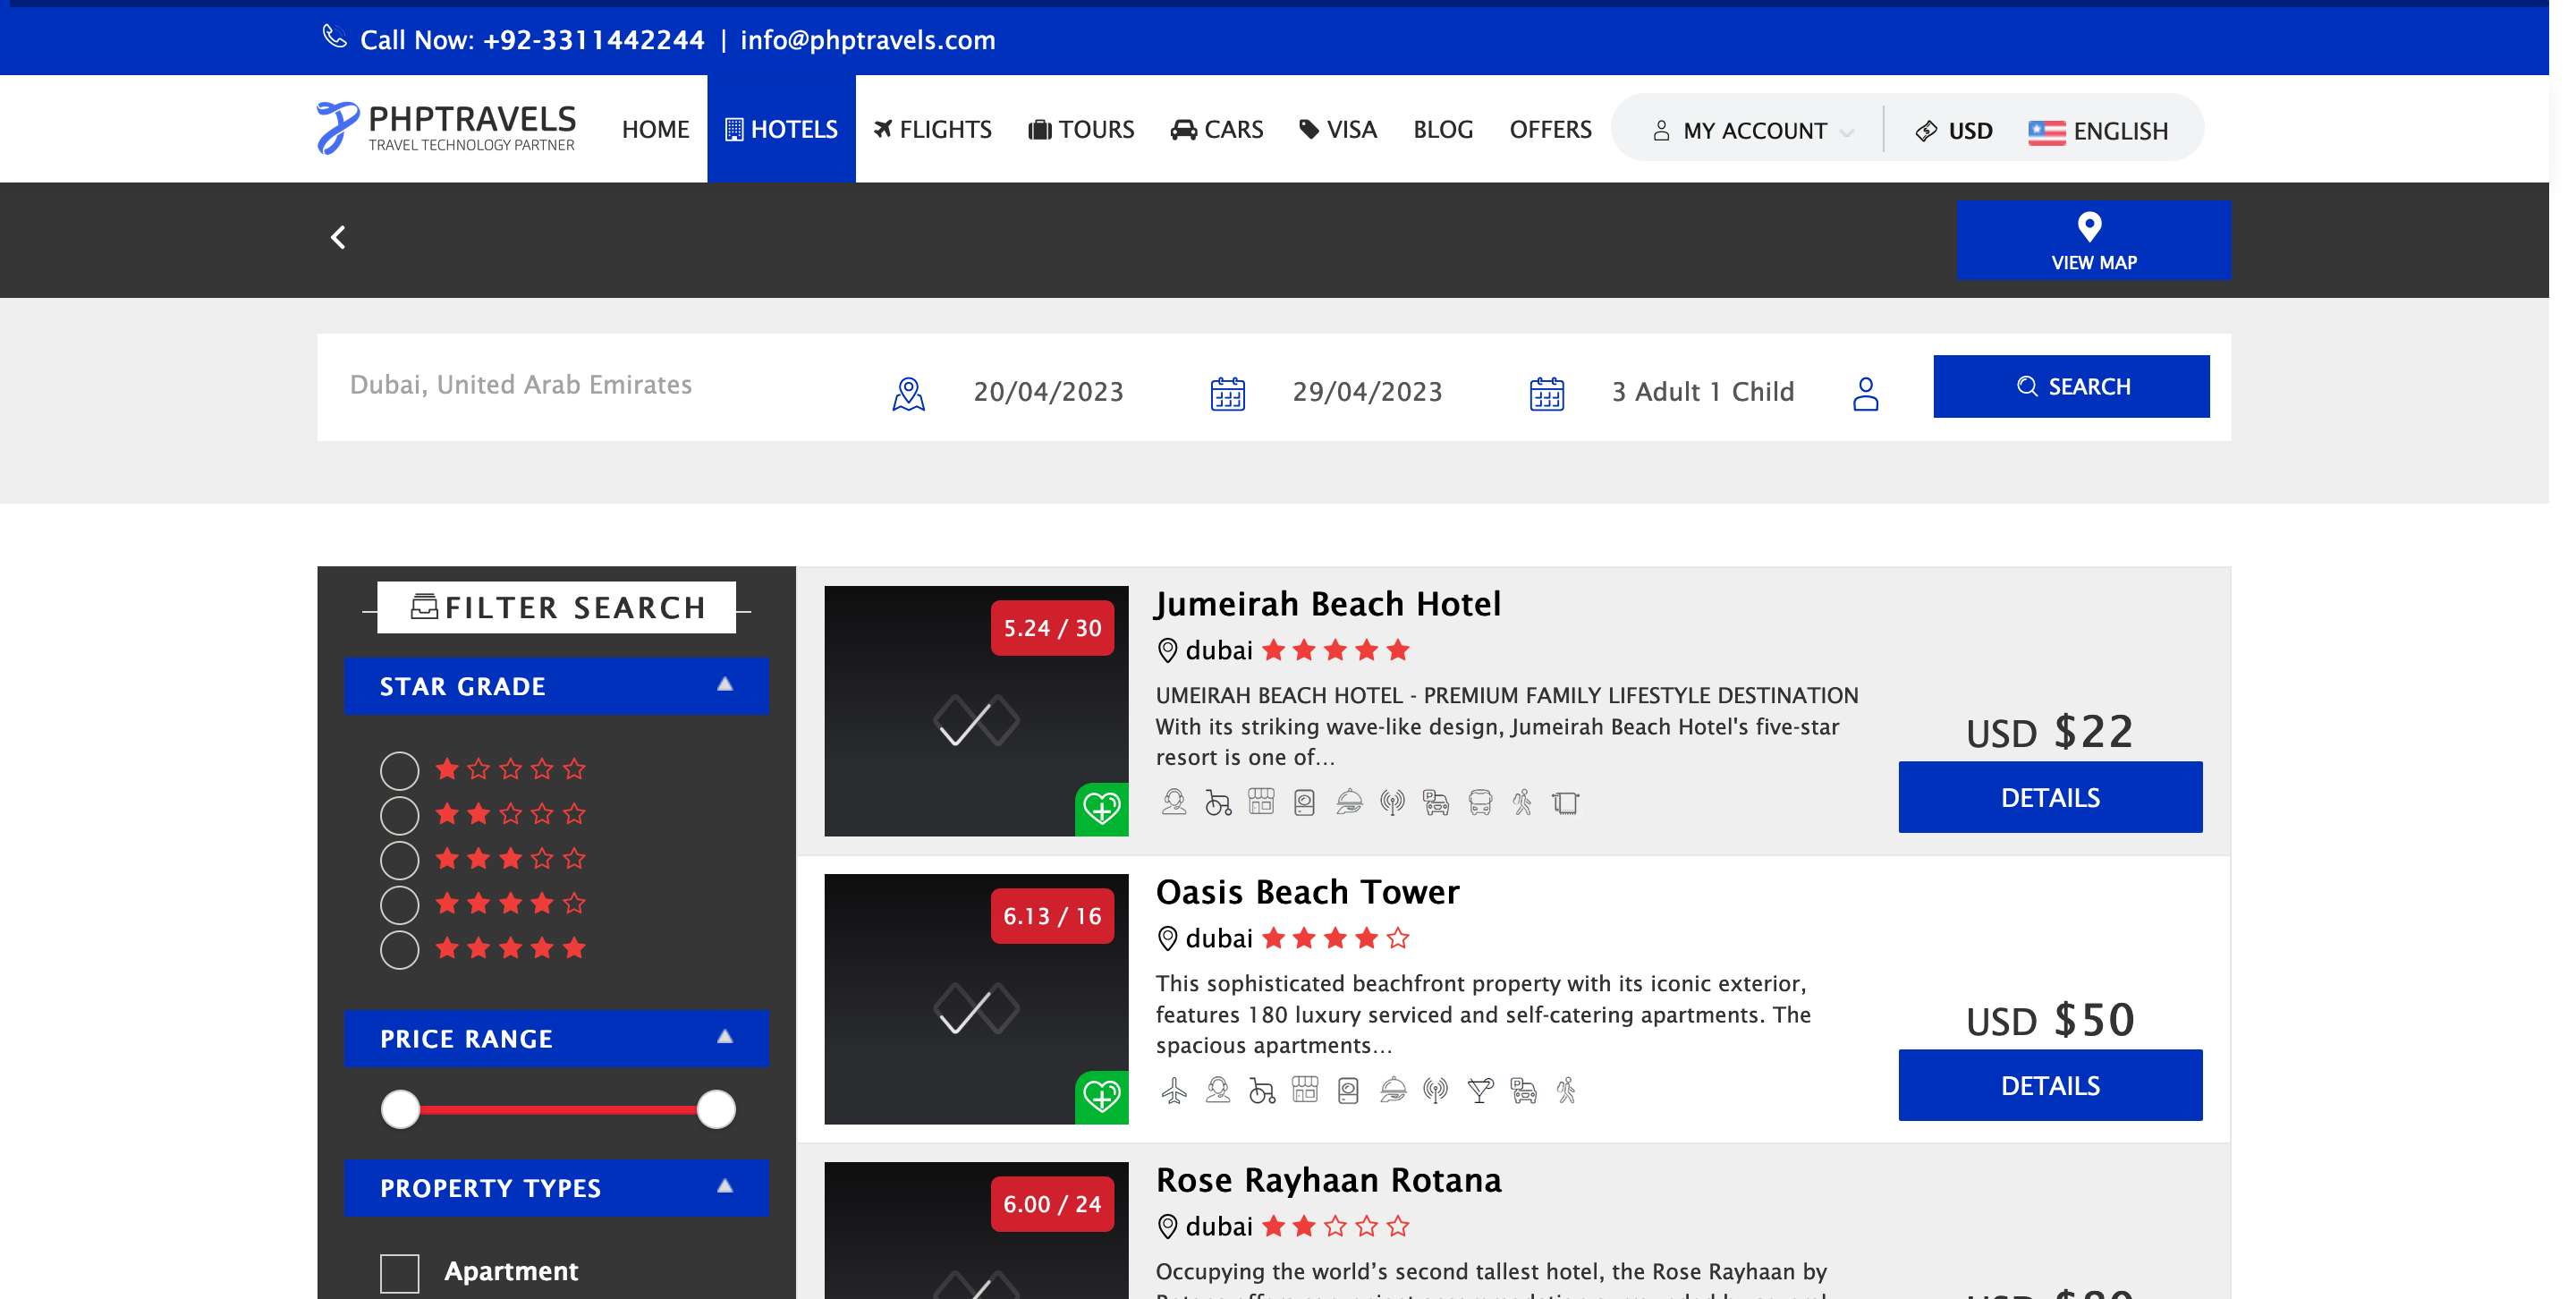 Call Now: +92-3311442244 | info@phptravels.com
PHPTRAVELS
TRAVEL TECHNOLOGY PARTNER
HOME
HOTELS
FLIGHTS
TOURS
CARS
VISA
BLOG
OFFERS
MY ACCOUNT
USD
ENGLISH
VIEW MAP
Dubai, United Arab Emirates
20/04/2023
29/04/2023
3 Adult 1 Child
SEARCH
FILTER SEARCH
STAR GRADE
PRICE RANGE
PROPERTY TYPES
Apartment
5.24 / 30
Jumeirah Beach Hotel
dubai
UMEIRAH BEACH HOTEL - PREMIUM FAMILY LIFESTYLE DESTINATION
With its striking wave-like design, Jumeirah Beach Hotel's five-star
resort is one of...
USD $22
DETAILS
6.13 / 16
Oasis Beach Tower
dubai
This sophisticated beachfront property with its iconic exterior,
features 180 luxury serviced and self-catering apartments. The
spacious apartments...
USD $50
DETAILS
6.00 / 24
Rose Rayhaan Rotana
dubai
Occupying the world’s second tallest hotel, the Rose Rayhaan by